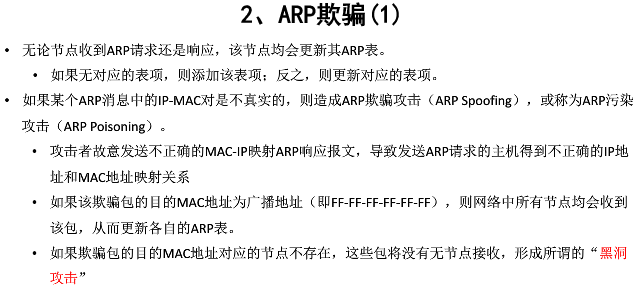 2、ARP欺骗(1)
• 无论节点收到ARP请求还是响应，该节点均会更新其ARP表。
• 如果无对应的表项，则添加该表项；反之，则更新对应的表项。
• 如果某个ARP消息中的IP-MAC对是不真实的，则造成ARP欺骗攻击（ARP Spoofing），或称为ARP污染
攻击（ARP Poisoning）。
• 攻击者故意发送不正确的MAC-IP映射ARP响应报文，导致发送ARP请求的主机得到不正确的IP地
址和MAC地址映射关系
• 如果该欺骗包的目的MAC地址为广播地址（即FF-FF-FF-FF-FF-FF），则网络中所有节点均会收到
该包，从而更新各自的ARP表。
• 如果欺骗包的目的MAC地址对应的节点不存在，这些包将没有无节点接收，形成所谓的“黑洞
攻击”